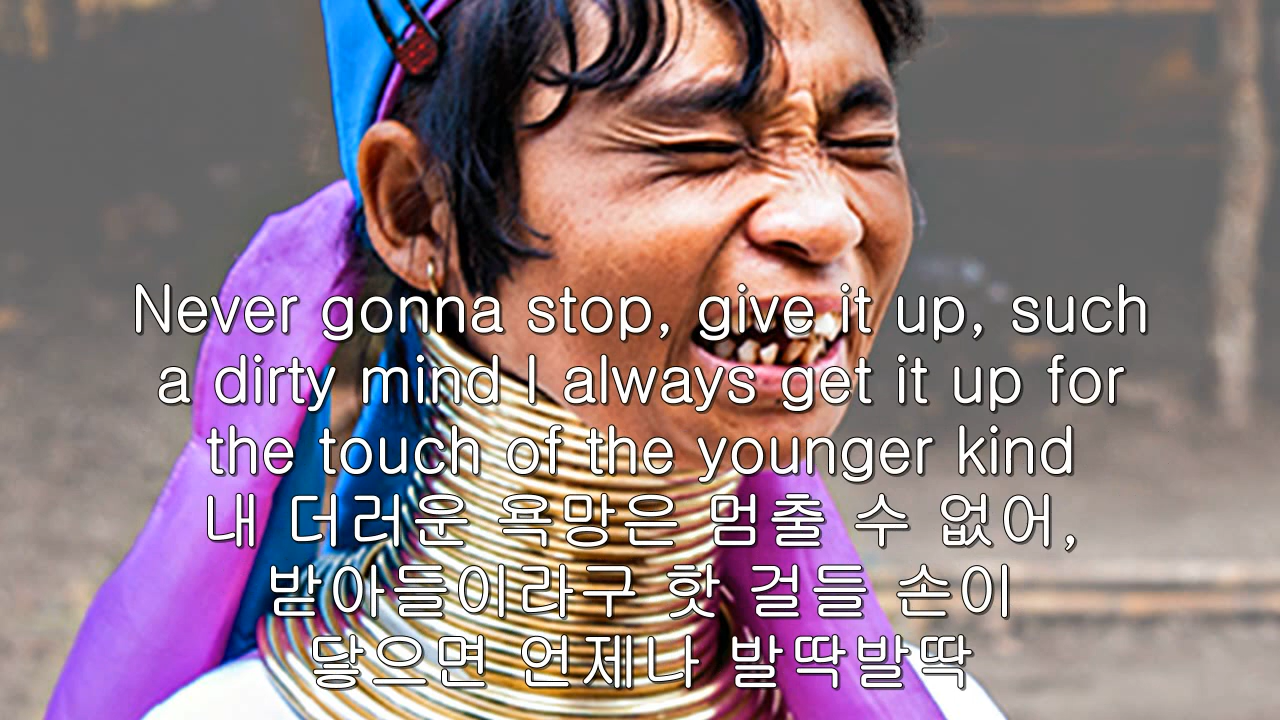 Never gonna stop, give it up, such
a dirty mind I always get it up for
the touch of the younger kind
내 더러운 욕망은 멈출 수 없어,
받아들이라구 핫 걸들 손이
닿으면 언제나 발딱발딱